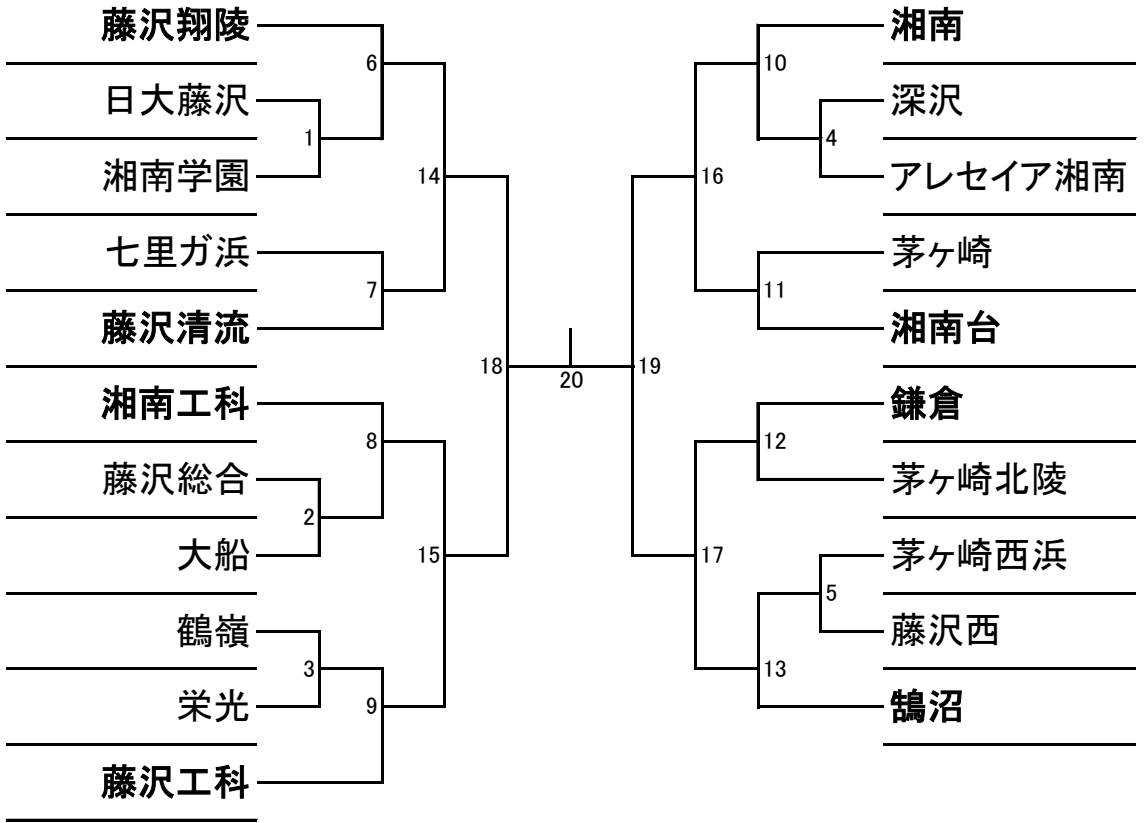 藤沢翔陵
日大藤沢
湘南学園
七里ガ浜
藤沢清流
湘南工科
藤沢総合
大船
鶴嶺
栄光
藤沢工科
6
1
14
7
18
8
2
15
3
9
20
湘南
深沢
アレセイア湘南
茅ヶ崎
湘南台
鎌倉
茅ヶ崎北陵
茅ヶ崎西浜
藤沢西
鵠沼
10
4
16
11
19
12
17
5
13